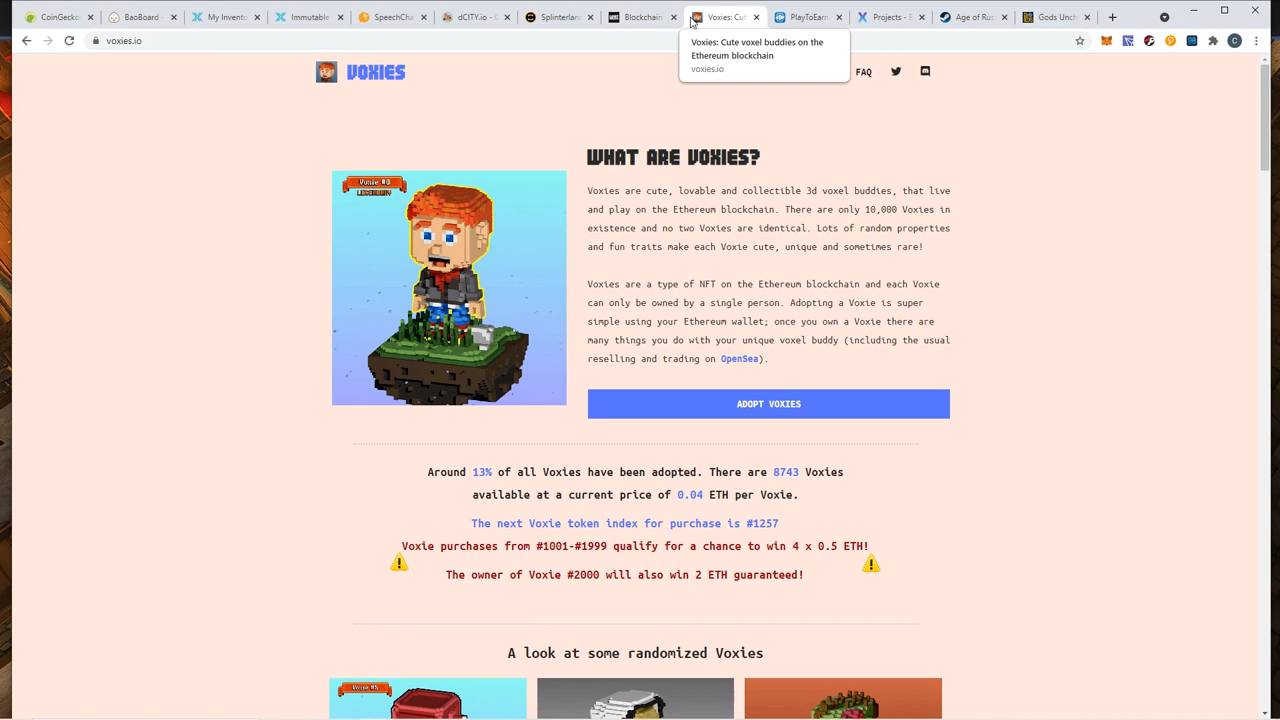 CoinGecko
BaoBoard
My Invento
Immutable
SpeechCha
dCITY.io -
Splinterlan
Blockchain
Voxies: Cu
PlayToEarn
Projects - E
Age of Rus
Gods Unch
voxies.io
Voxies: Cute voxel buddies on the
Ethereum blockchain
voxies.io
VOXIES
FAQ
WHAT ARE VOXIES?
Voxie #0
LEGENDARY
Voxies are cute, lovable and collectible 3d voxel buddies, that live
and play on the Ethereum blockchain. There are only 10,000 Voxies in
existence and no two Voxies are identical. Lots of random properties
and fun traits make each Voxie cute, unique and sometimes rare!
Voxies are a type of NFT on the Ethereum blockchain and each Voxie
can only be owned by a single person. Adopting a Voxie is super
simple using your Ethereum wallet; once you own a Voxie there are
many things you do with your unique voxel buddy (including the usual
reselling and trading on OpenSea).
ADOPT VOXIES
Around 13% of all Voxies have been adopted. There are 8743 Voxies
available at a current price of 0.04 ETH per Voxie.
The next Voxie token index for purchase is #1257
Voxie purchases from #1001-#1999 qualify for a chance to win 4 x 0.5 ETH!
The owner of Voxie #2000 will also win 2 ETH guaranteed!
A look at some randomized Voxies
Voxie #5